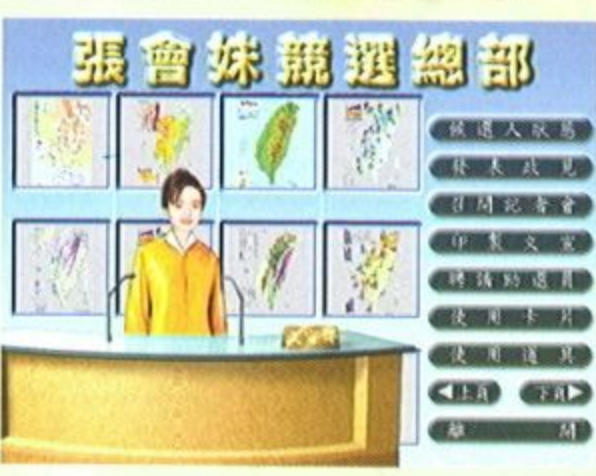 張會妹競選總部
候選人狀態
發表政見
召開記者會
印製文宣
聘請助選員
使用卡片
使用道具
上頁 下頁
離開